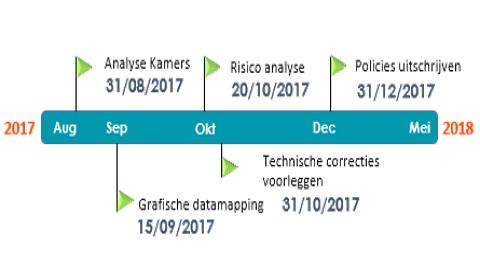 Analyse Kamers
31/08/2017
Risico analyse
20/10/2017
Policies uitschrijven
31/12/2017
2017 Aug Sep Okt Dec Mei 2018
Technische correcties
voorleggen
31/10/2017
Grafische datamapping
15/09/2017